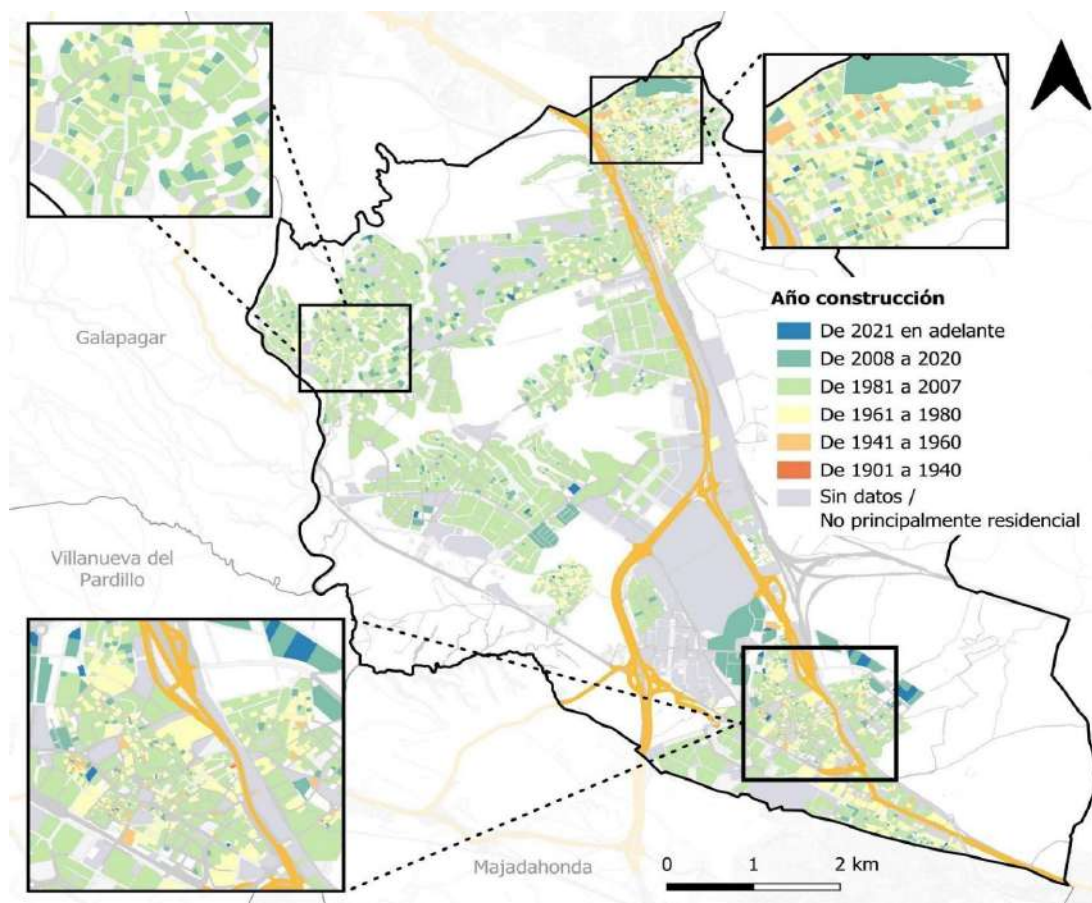 Galapagar
Año construcción
De 2021 en adelante
De 2008 a 2020
De 1981 a 2007
De 1961 a 1980
De 1941 a 1960
De 1901 a 1940
Sin datos /
No principalmente residencial
Villanueva del
Pardillo
Majadahonda
0 1 2 km